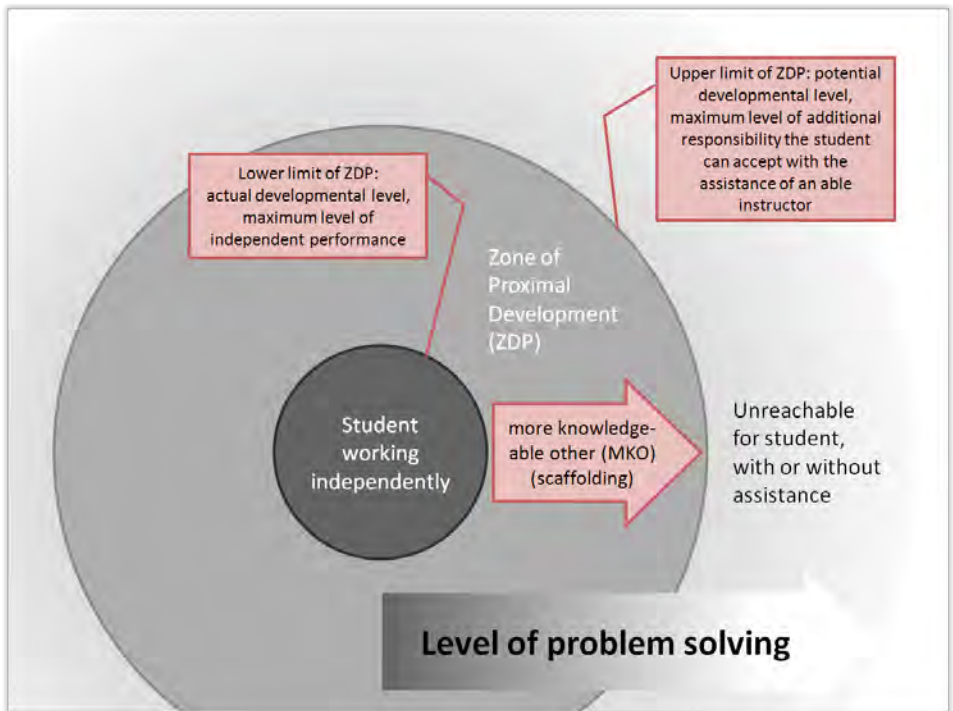 Upper limit of ZDP: potential
developmental level,
maximum level of additional
responsibility the student
can accept with the
assistance of an able
instructor
Lower limit of ZDP:
actual developmental level,
maximum level of
independent performance
Zone of
Proximal
Development
(ZDP)
Student
working
independently
more knowledge-
able other (MKO)
(scaffolding)
Unreachable
for student,
with or without
assistance
Level of problem solving